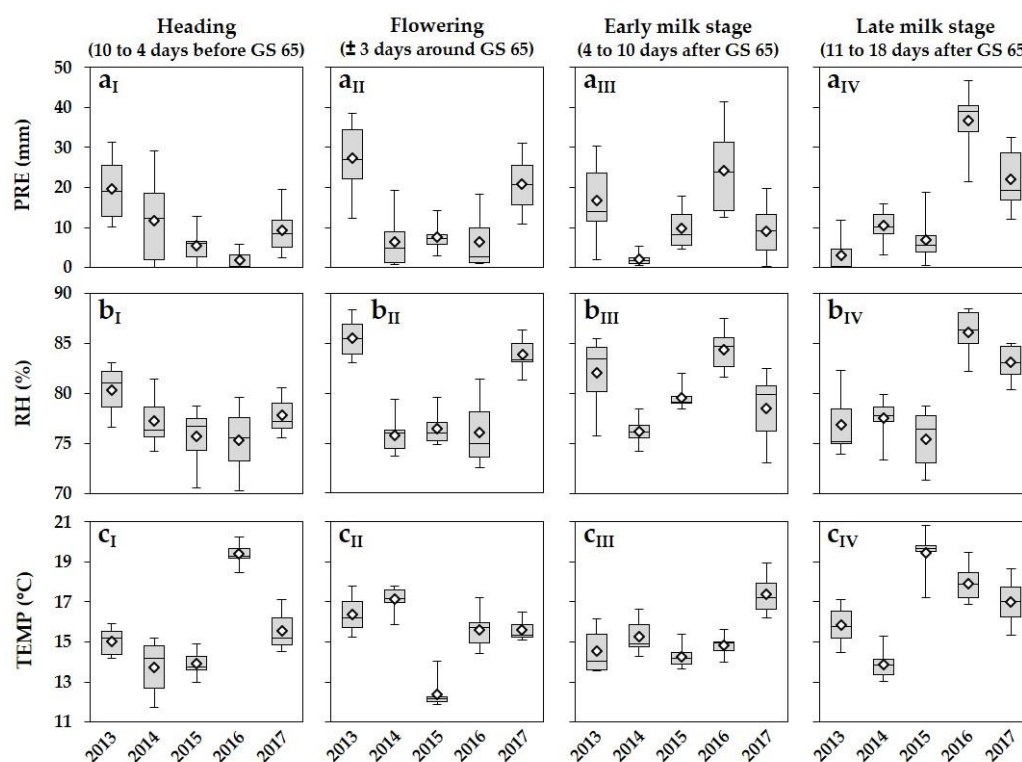 Heading
(10 to 4 days before GS 65)
Flowering
(± 3 days around GS 65)
Early milk stage
(4 to 10 days after GS 65)
Late milk stage
(11 to 18 days after GS 65)
PRE (mm)
50
40
30
20
10
0
aI
aII
aIII
aIV
RH (%)
90
85
80
75
70
bI
bII
bIII
bIV
TEMP (°C)
21
19
17
15
13
11
cI
cII
cIII
cIV
2013 2014 2015 2016 2017
2013 2014 2015 2016 2017
2013 2014 2015 2016 2017
2013 2014 2015 2016 2017